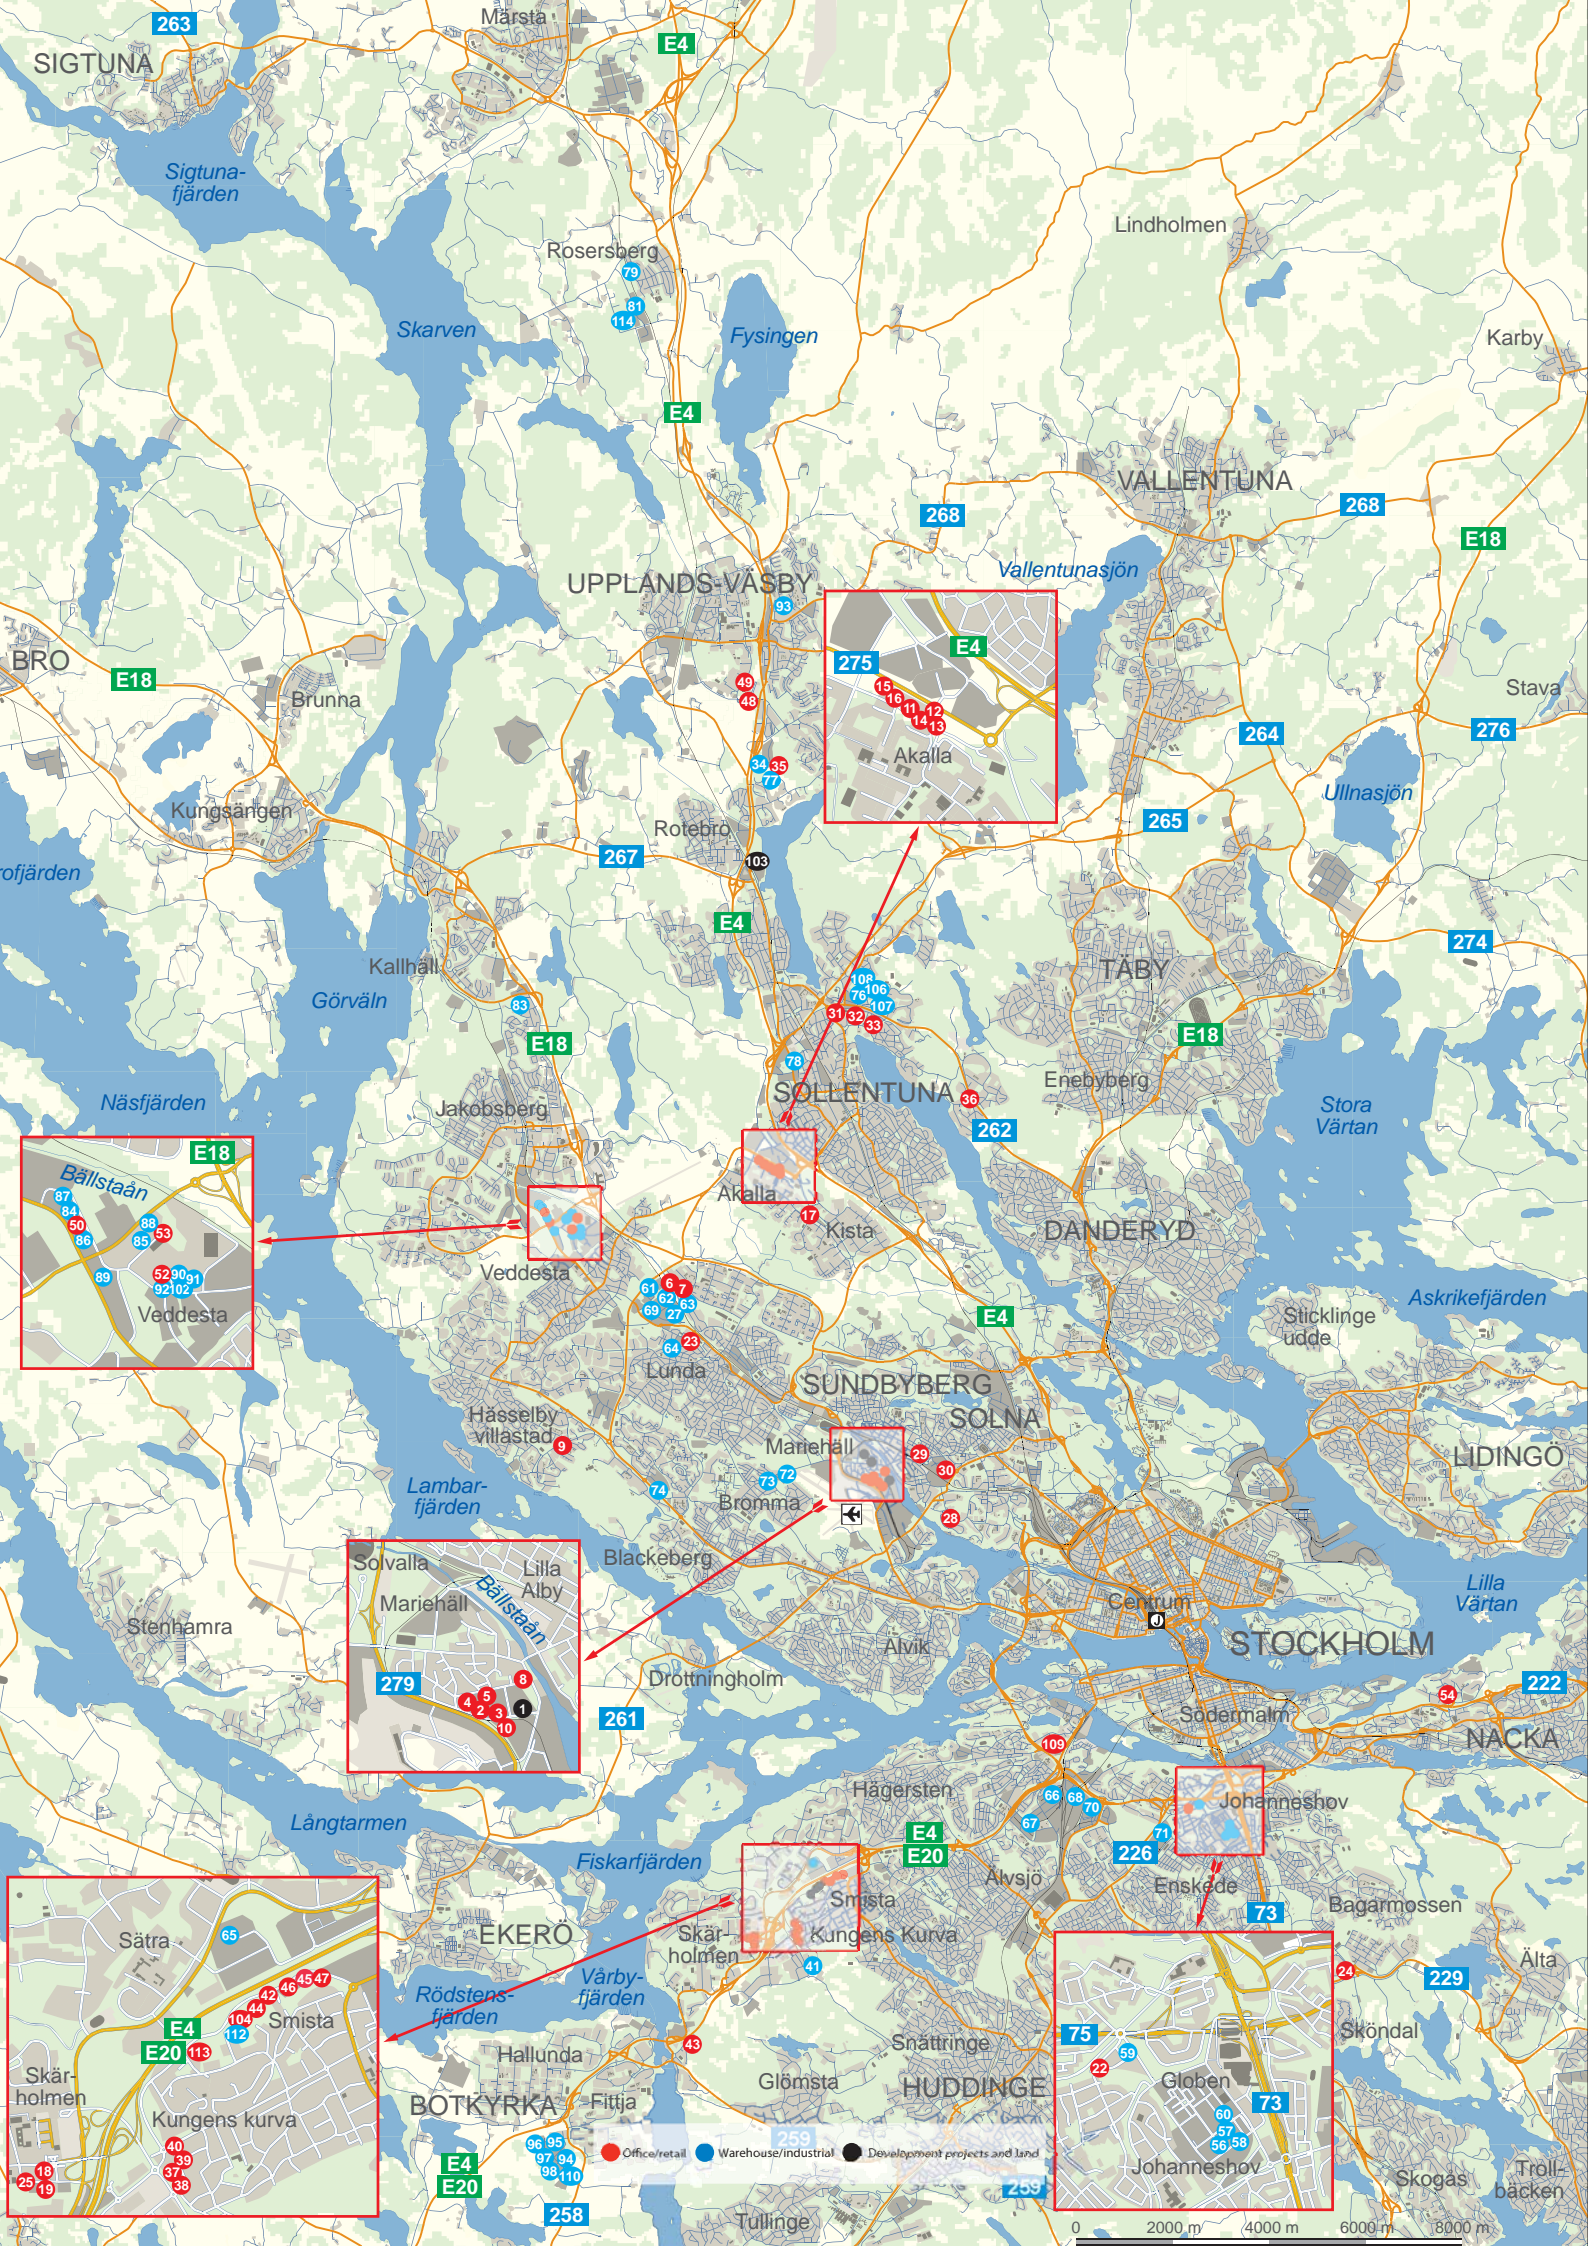 263
Märsta
E4
SIGTUNA
Sigtuna-
fjärden
Lindholmen
Rosersberg
79
81
114
Skarven
Fysingen
Karby
E4
VALLENTUNA
268
268
E18
Vallentunasjön
UPPLANDS-VÄSBY
93
E4
275
15
16
11
12
14
13
Akalla
BRO
E18
Brunna
49
48
Stava
264
276
34
35
77
Ullnasjön
Kungsängen
Rotebro
265
267
103
rofjärden
E4
274
Kallhäll
TÄBY
Görväln
83
108
76
106
107
31
32
33
E18
E18
78
SOLLENTUNA
Enebyberg
36
262
Näsfjärden
Jakobsberg
Stora
Värtan
E18
Bällstaån
87
84
50
86
88
85
53
89
52
90
91
92
102
Veddesta
Akalla
17
Kista
DANDERYD
Veddesta
61
6
7
62
63
69
27
E4
Askrikefjärden
Sticklinge
udde
64
23
Lunda
SUNDBYBERG
SOLNA
Hässelby
villastad
9
Mariehäll
29
30
LIDINGÖ
73
72
74
Bromma
28
Lambar-
fjärden
Blackeberg
Solvalla
Lilla
Alby
Bällstaån
Mariehäll
279
8
4
5
2
3
1
10
Lilla
Värtan
Centrum
Stenhamra
STOCKHOLM
Alvik
Drottningholm
54
222
261
Södermalm
NACKA
109
Hägersten
66
68
70
67
Johanneshov
71
Långtarmen
E4
E20
226
Fiskarfjärden
Älvsjö
Enskede
Smista
73
Bagarmossen
Skär-
holmen
Kungens Kurva
41
EKERÖ
Älta
65
Sätra
47
45
46
42
44
104
112
Smista
E4
E20
113
Skär-
holmen
Kungens kurva
40
39
37
38
18
25
19
Rödstens-
fjärden
Vårby-
fjärden
24
229
75
59
22
Globen
73
60
57
56
58
Johanneshov
Sköndal
Hallunda
43
Snättringe
Glömsta
HUDDINGE
BOTKYRKA
Fittja
96
95
97
94
98
110
E4
E20
258
259
Office/retail
Warehouse/industrial
Development projects and land
259
Skogås
Troll-
bäcken
Tullinge
0
2000 m
4000 m
6000 m
8000 m